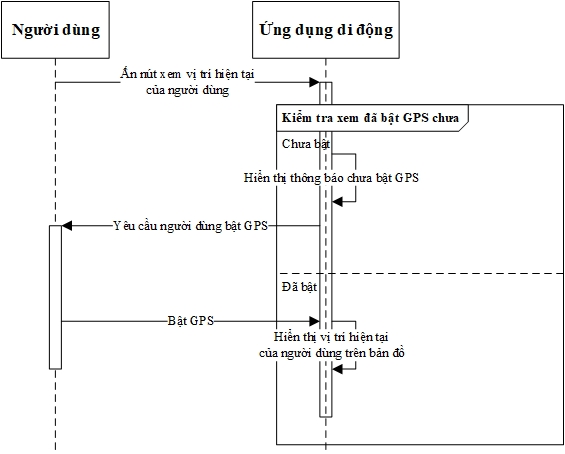 Người dùng
Ứng dụng di động
Ấn nút xem vị trí hiện tại
của người dùng
Kiểm tra xem đã bật GPS chưa
Chưa bật
Hiển thị thông báo chưa bật GPS
Yêu cầu người dùng bật GPS
Đã bật
Bật GPS
Hiển thị vị trí hiện tại
của người dùng trên bản đồ